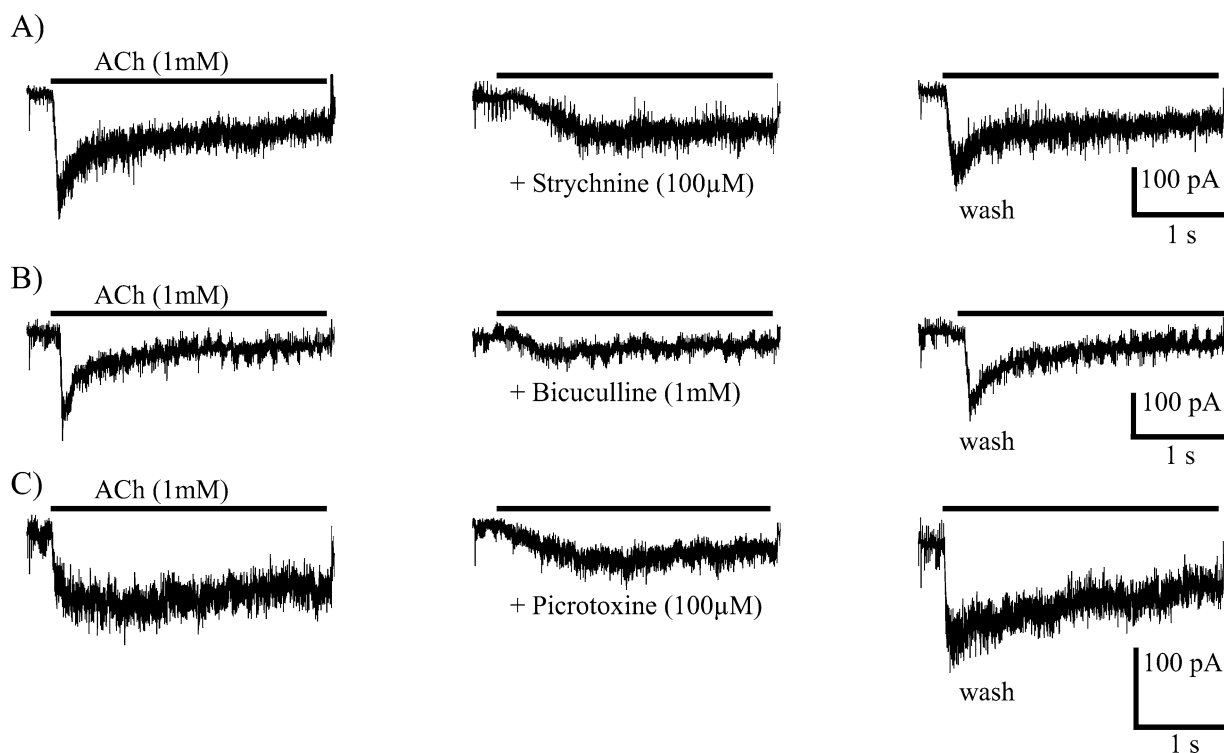 A)
ACh (1mM)
+ Strychnine (100µM)
wash
100 pA
1 s
B)
ACh (1mM)
+ Bicuculline (1mM)
wash
100 pA
1 s
C)
ACh (1mM)
+ Picrotoxine (100µM)
wash
100 pA
1 s